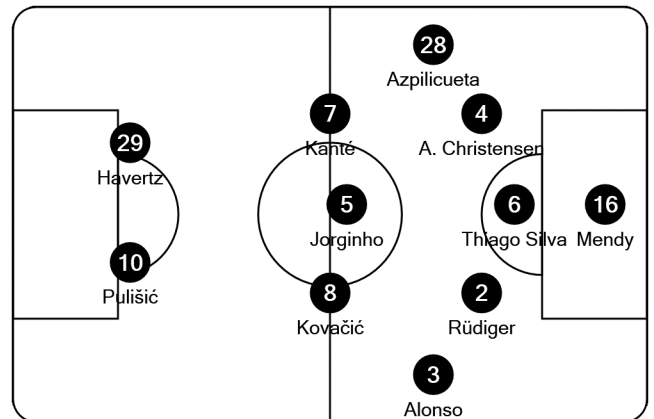 28
Azpilicueta
7
Kanté
4
A. Christensen
29
Havertz
5
Jorginho
6
Thiago Silva
16
Mendy
10
Pulišić
8
Kovačić
2
Rüdiger
3
Alonso